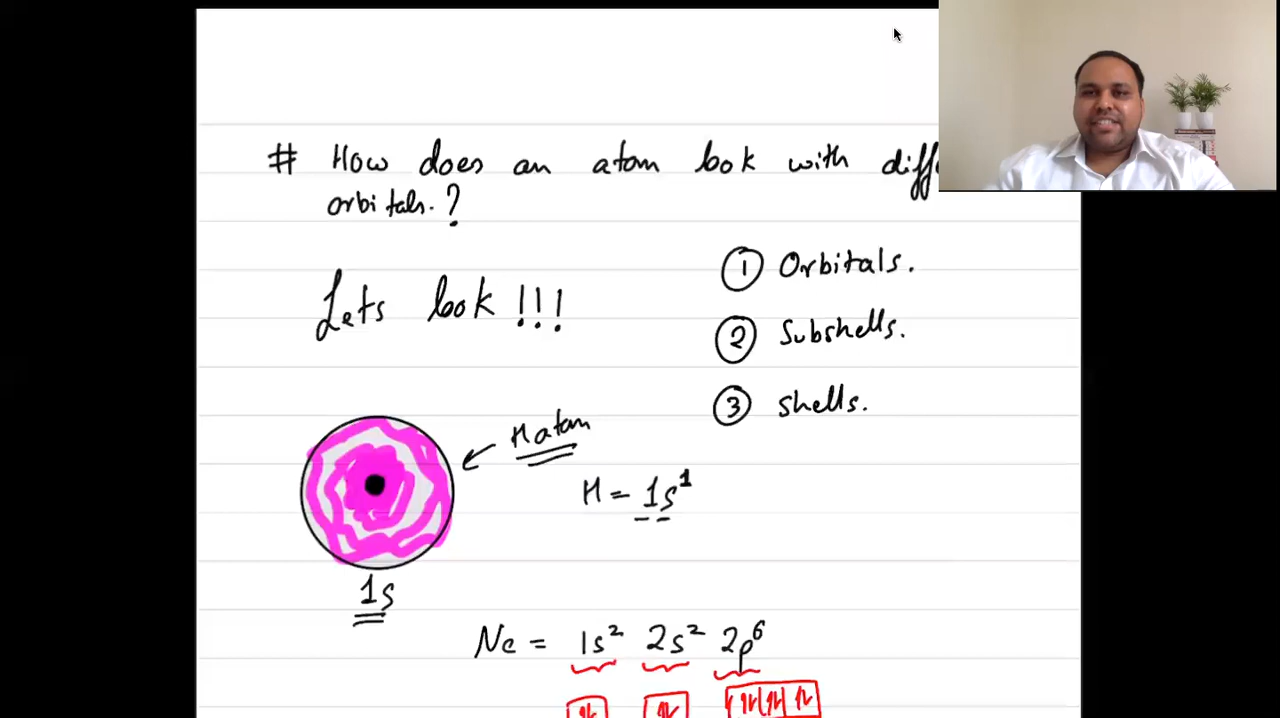 # How does an atom look with diff
orbitals.?
Lets look !!!
① Orbitals.
② Subshells.
③ Shells.
H atom
H = 1s¹
1s
Ne = 1s² 2s² 2p⁶